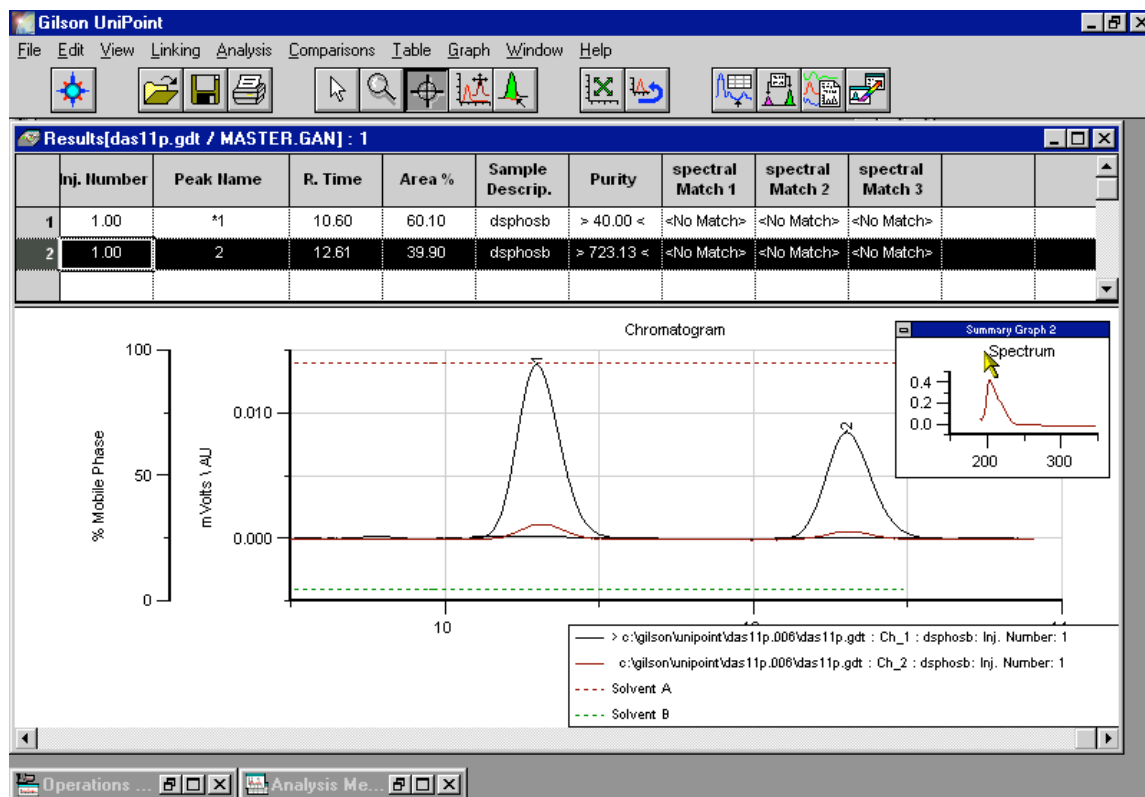 Gilson UniPoint
File Edit View Linking Analysis Comparisons Table Graph Window Help
Results[das11p.gdt / MASTER.GAN] : 1
Inj. Number Peak Name R. Time Area % Sample Descrip. Purity spectral Match 1 spectral Match 2 spectral Match 3
1 1.00 *1 10.60 60.10 dsphosb > 40.00 < <No Match> <No Match> <No Match>
2 1.00 2 12.61 39.90 dsphosb > 723.13 < <No Match> <No Match> <No Match>
Chromatogram
Summary Graph 2
Spectrum
0.4
0.2
0.0
200 300
100
50
0
% Mobile Phase
mVolts \ AU
0.010
0.000
1
2
10
> c:\gilson\unipoint\das11p.006\das11p.gdt : Ch_1 : dsphosb: Inj. Number: 1
c:\gilson\unipoint\das11p.006\das11p.gdt : Ch_2 : dsphosb: Inj. Number: 1
Solvent A
Solvent B
Operations ...
Analysis Me...